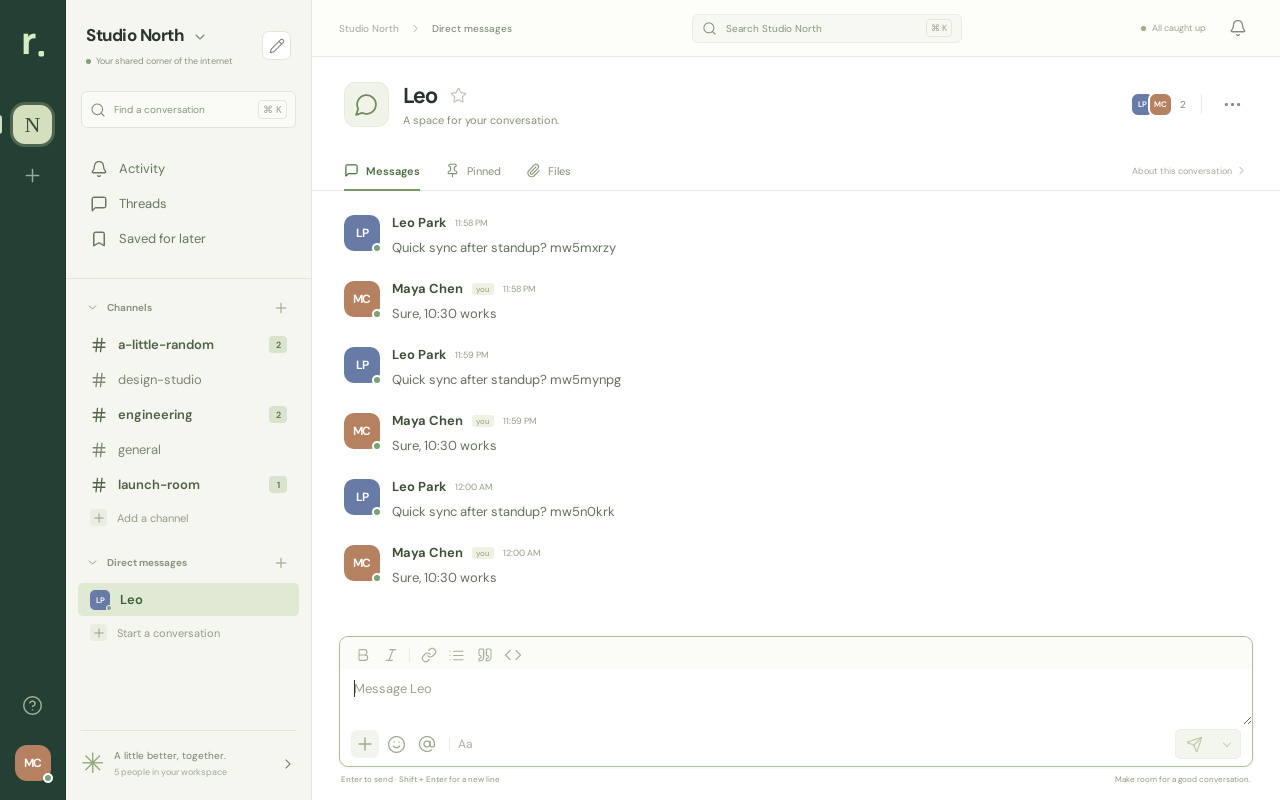 r.
N
Studio North
Your shared corner of the internet
Find a conversation
⌘ K
Activity
Threads
Saved for later
Channels
a-little-random
2
design-studio
engineering
2
general
launch-room
1
Add a channel
Direct messages
LP
Leo
Start a conversation
A little better, together.
5 people in your workspace
MC
Studio North
Direct messages
Search Studio North
⌘ K
All caught up
Leo
A space for your conversation.
LP
MC
2
Messages
Pinned
Files
About this conversation
LP
Leo Park 11:58 PM
Quick sync after standup? mw5mxrzy
MC
Maya Chen you 11:58 PM
Sure, 10:30 works
LP
Leo Park 11:59 PM
Quick sync after standup? mw5mynpg
MC
Maya Chen you 11:59 PM
Sure, 10:30 works
LP
Leo Park 12:00 AM
Quick sync after standup? mw5n0krk
MC
Maya Chen you 12:00 AM
Sure, 10:30 works
Message Leo
Aa
Enter to send · Shift + Enter for a new line
Make room for a good conversation.